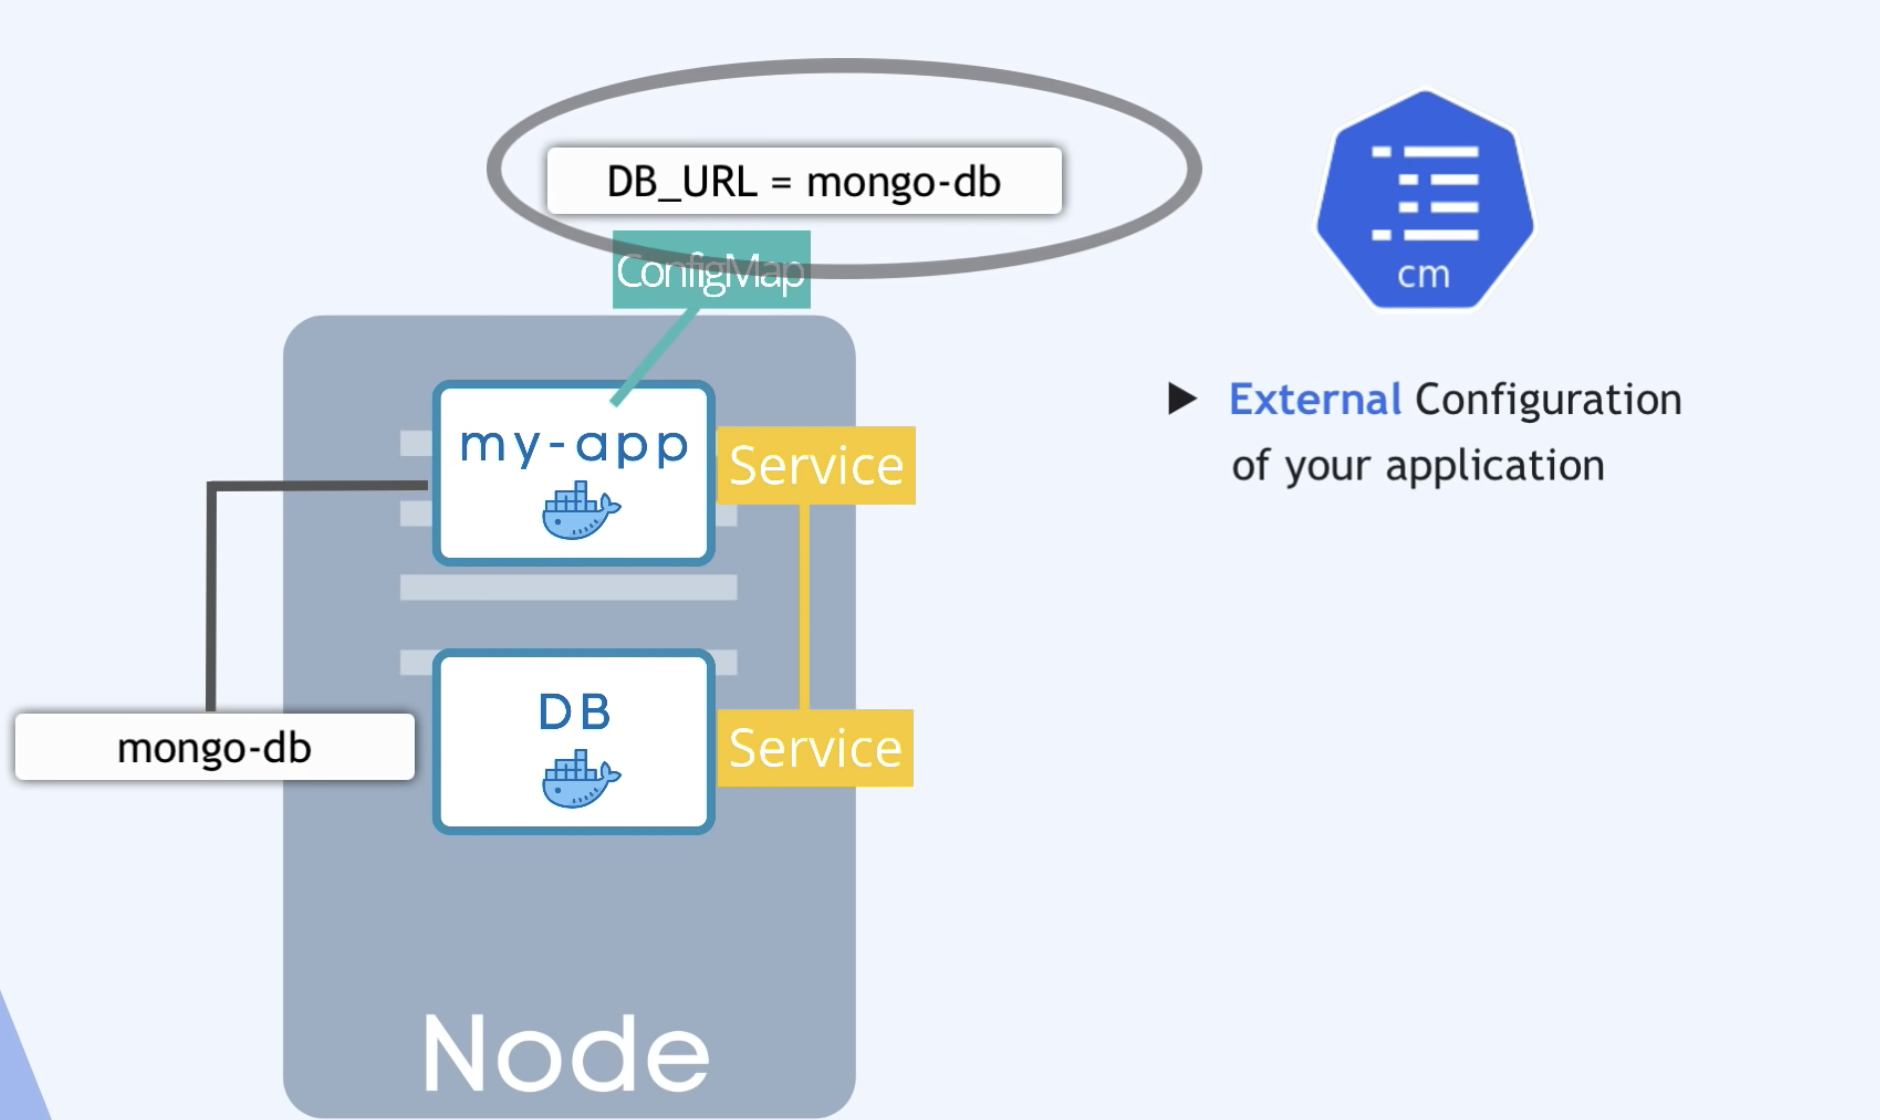 DB_URL = mongo-db
ConfigMap
cm
External Configuration
of your application
my-app
Service
DB
Service
mongo-db
Node